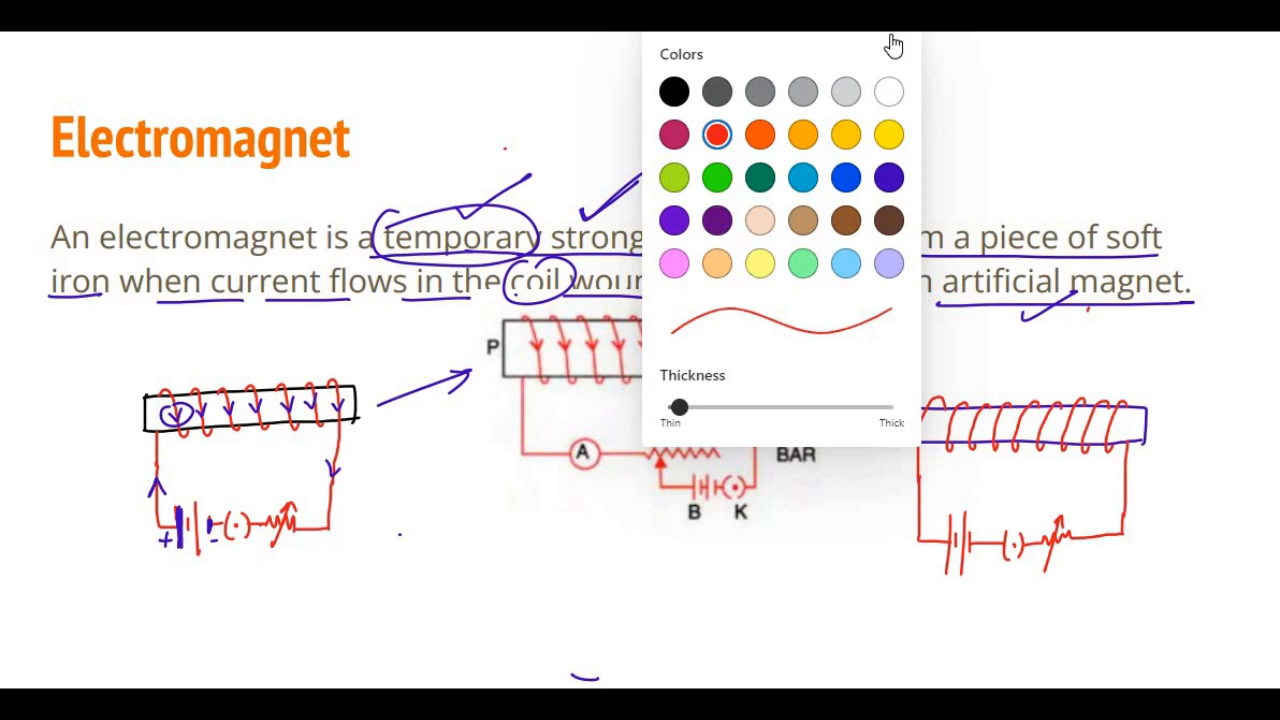 Colors
Electromagnet
An electromagnet is a temporary strong m a piece of soft
iron when current flows in the coil woun n artificial magnet.
P
Thickness
Thin Thick
A
BAR
B K
+ -